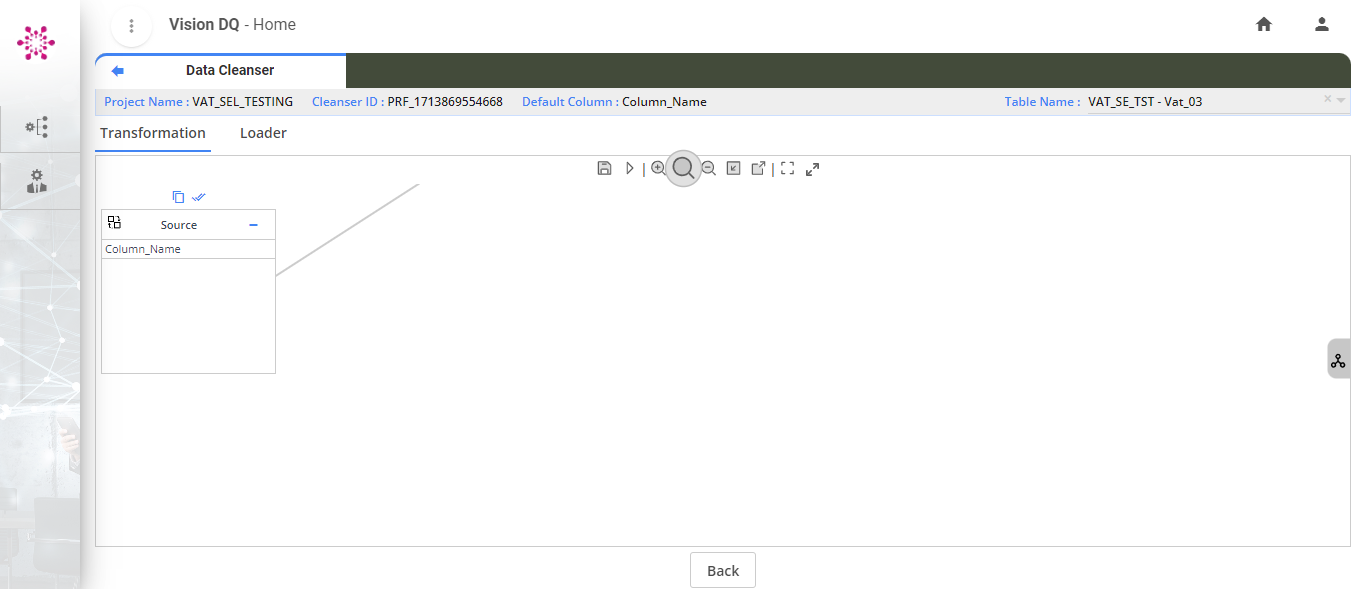 Vision DQ - Home
Data Cleanser
Project Name : VAT_SEL_TESTING Cleanser ID : PRF_1713869554668 Default Column : Column_Name Table Name : VAT_SE_TST - Vat_03
Transformation Loader
Source
Column_Name
Back